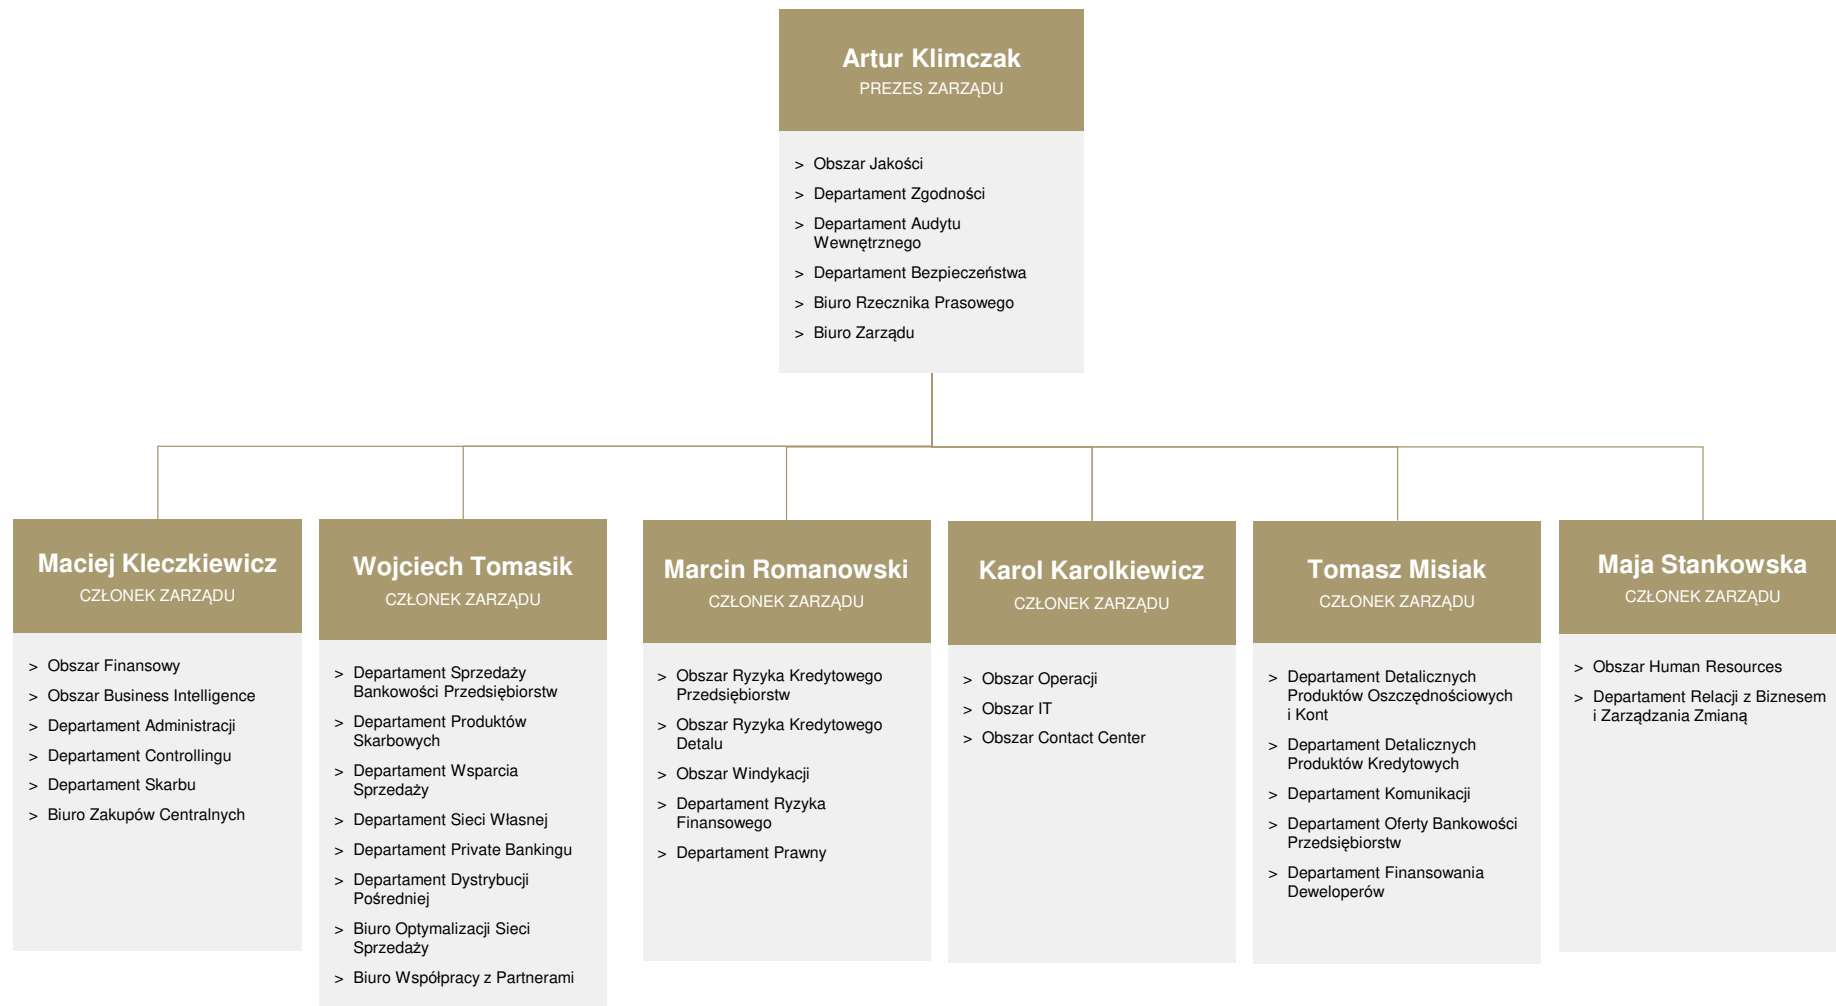 Artur Klimczak
PREZES ZARZĄDU
> Obszar Jakości
> Departament Zgodności
> Departament Audytu
Wewnętrznego
> Departament Bezpieczeństwa
> Biuro Rzecznika Prasowego
> Biuro Zarządu
Maciej Kleczkiewicz
CZŁONEK ZARZĄDU
> Obszar Finansowy
> Obszar Business Intelligence
> Departament Administracji
> Departament Controllingu
> Departament Skarbu
> Biuro Zakupów Centralnych
Wojciech Tomasik
CZŁONEK ZARZĄDU
> Departament Sprzedaży
Bankowości Przedsiębiorstw
> Departament Produktów
Skarbowych
> Departament Wsparcia
Sprzedaży
> Departament Sieci Własnej
> Departament Private Bankingu
> Departament Dystrybucji
Pośredniej
> Biuro Optymalizacji Sieci
Sprzedaży
> Biuro Współpracy z Partnerami
Marcin Romanowski
CZŁONEK ZARZĄDU
> Obszar Ryzyka Kredytowego
Przedsiębiorstw
> Obszar Ryzyka Kredytowego
Detalu
> Obszar Windykacji
> Departament Ryzyka
Finansowego
> Departament Prawny
Karol Karolkiewicz
CZŁONEK ZARZĄDU
> Obszar Operacji
> Obszar IT
> Obszar Contact Center
Tomasz Misiak
CZŁONEK ZARZĄDU
> Departament Detalicznych
Produktów Oszczędnościowych
i Kont
> Departament Detalicznych
Produktów Kredytowych
> Departament Komunikacji
> Departament Oferty Bankowości
Przedsiębiorstw
> Departament Finansowania
Deweloperów
Maja Stankowska
CZŁONEK ZARZĄDU
> Obszar Human Resources
> Departament Relacji z Biznesem
i Zarządzania Zmianą